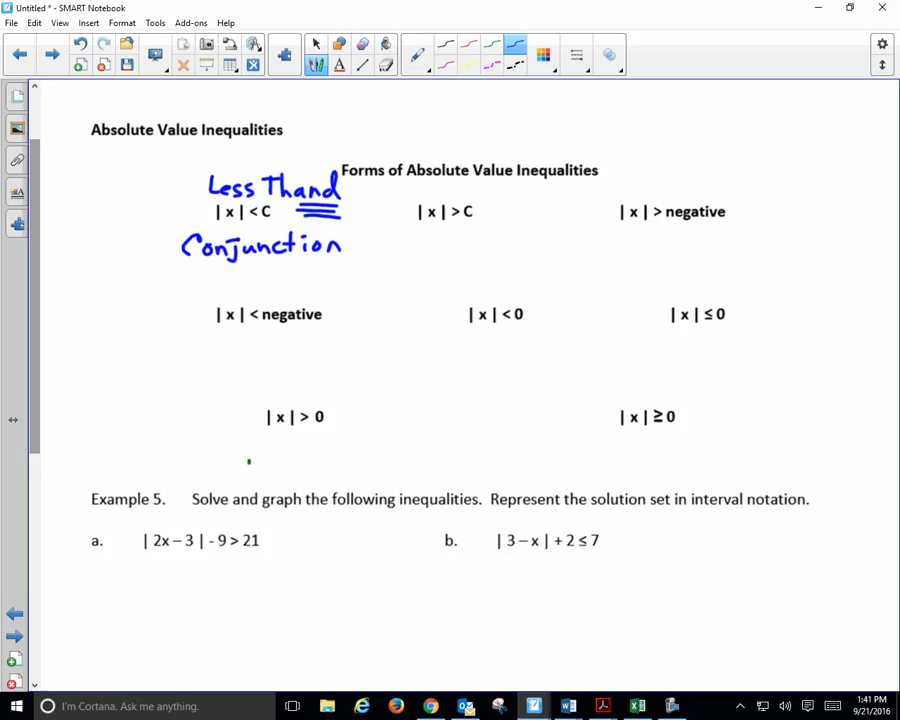 Untitled * - SMART Notebook
File Edit View Insert Format Tools Add-ons Help
Absolute Value Inequalities
Forms of Absolute Value Inequalities
Less Thand
| x | < C | x | > C | x | > negative
Conjunction
| x | < negative | x | < 0 | x | ≤ 0
| x | > 0 | x | ≥ 0
Example 5. Solve and graph the following inequalities. Represent the solution set in interval notation.
a. | 2x – 3 | - 9 > 21 b. | 3 – x | + 2 ≤ 7
I'm Cortana. Ask me anything.
1:41 PM
9/21/2016